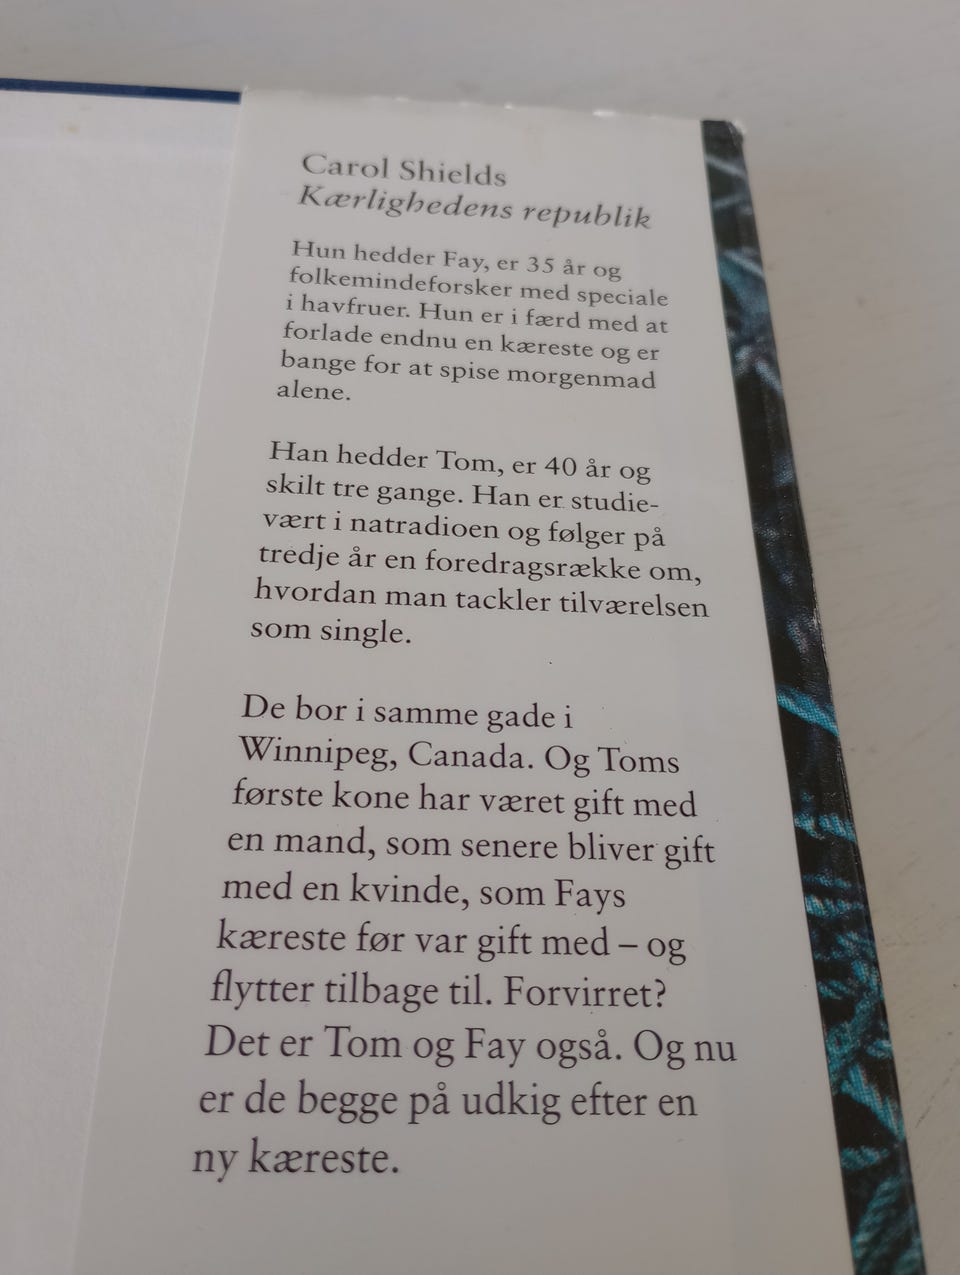 Carol Shields
Kærlighedens republik
Hun hedder Fay, er 35 år og
folkemindeforsker med speciale
i havfruer. Hun er i færd med at
forlade endnu en kæreste og er
bange for at spise morgenmad
alene.
Han hedder Tom, er 40 år og
skilt tre gange. Han er studie-
vært i natradioen og følger på
tredje år en foredragsrække om,
hvordan man tackler tilværelsen
som single.
De bor i samme gade i
Winnipeg, Canada. Og Toms
første kone har været gift med
en mand, som senere bliver gift
med en kvinde, som Fays
kæreste før var gift med – og
flytter tilbage til. Forvirret?
Det er Tom og Fay også. Og nu
er de begge på udkig efter en
ny kæreste.